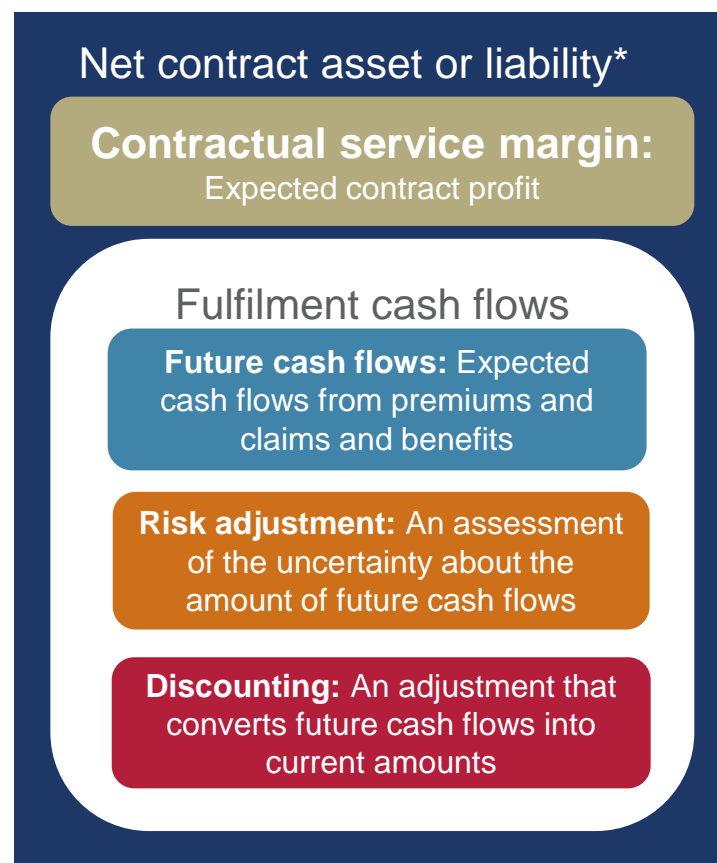 Net contract asset or liability*
Contractual service margin:
Expected contract profit
Fulfilment cash flows
Future cash flows: Expected
cash flows from premiums and
claims and benefits
Risk adjustment: An assessment
of the uncertainty about the
amount of future cash flows
Discounting: An adjustment that
converts future cash flows into
current amounts